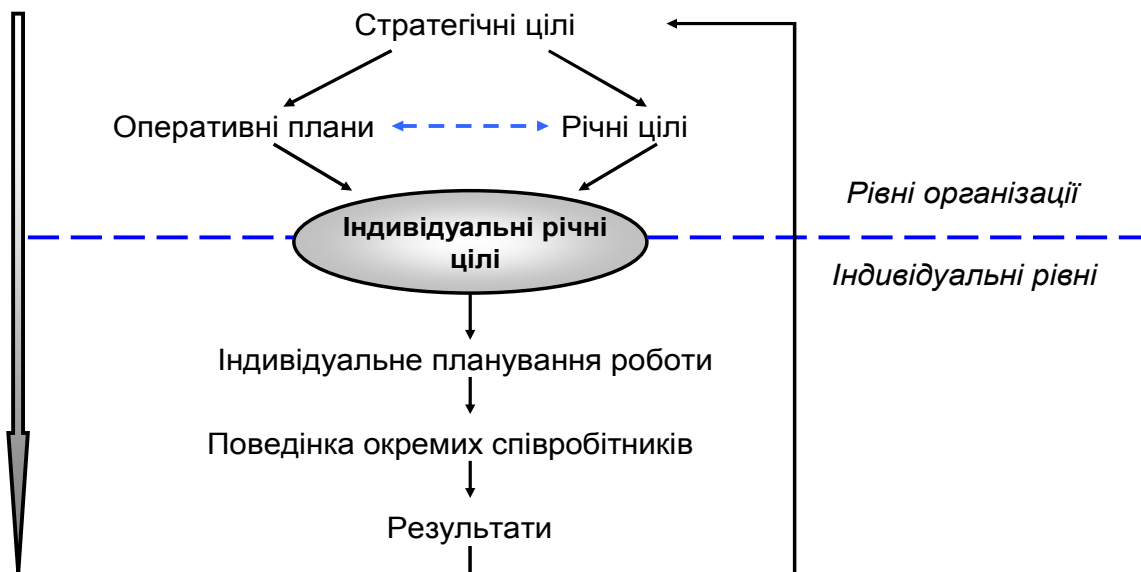 Стратегічні цілі
Оперативні плани
Річні цілі
Рівні організації
Індивідуальні річні
цілі
Індивідуальні рівні
Індивідуальне планування роботи
Поведінка окремих співробітників
Результати